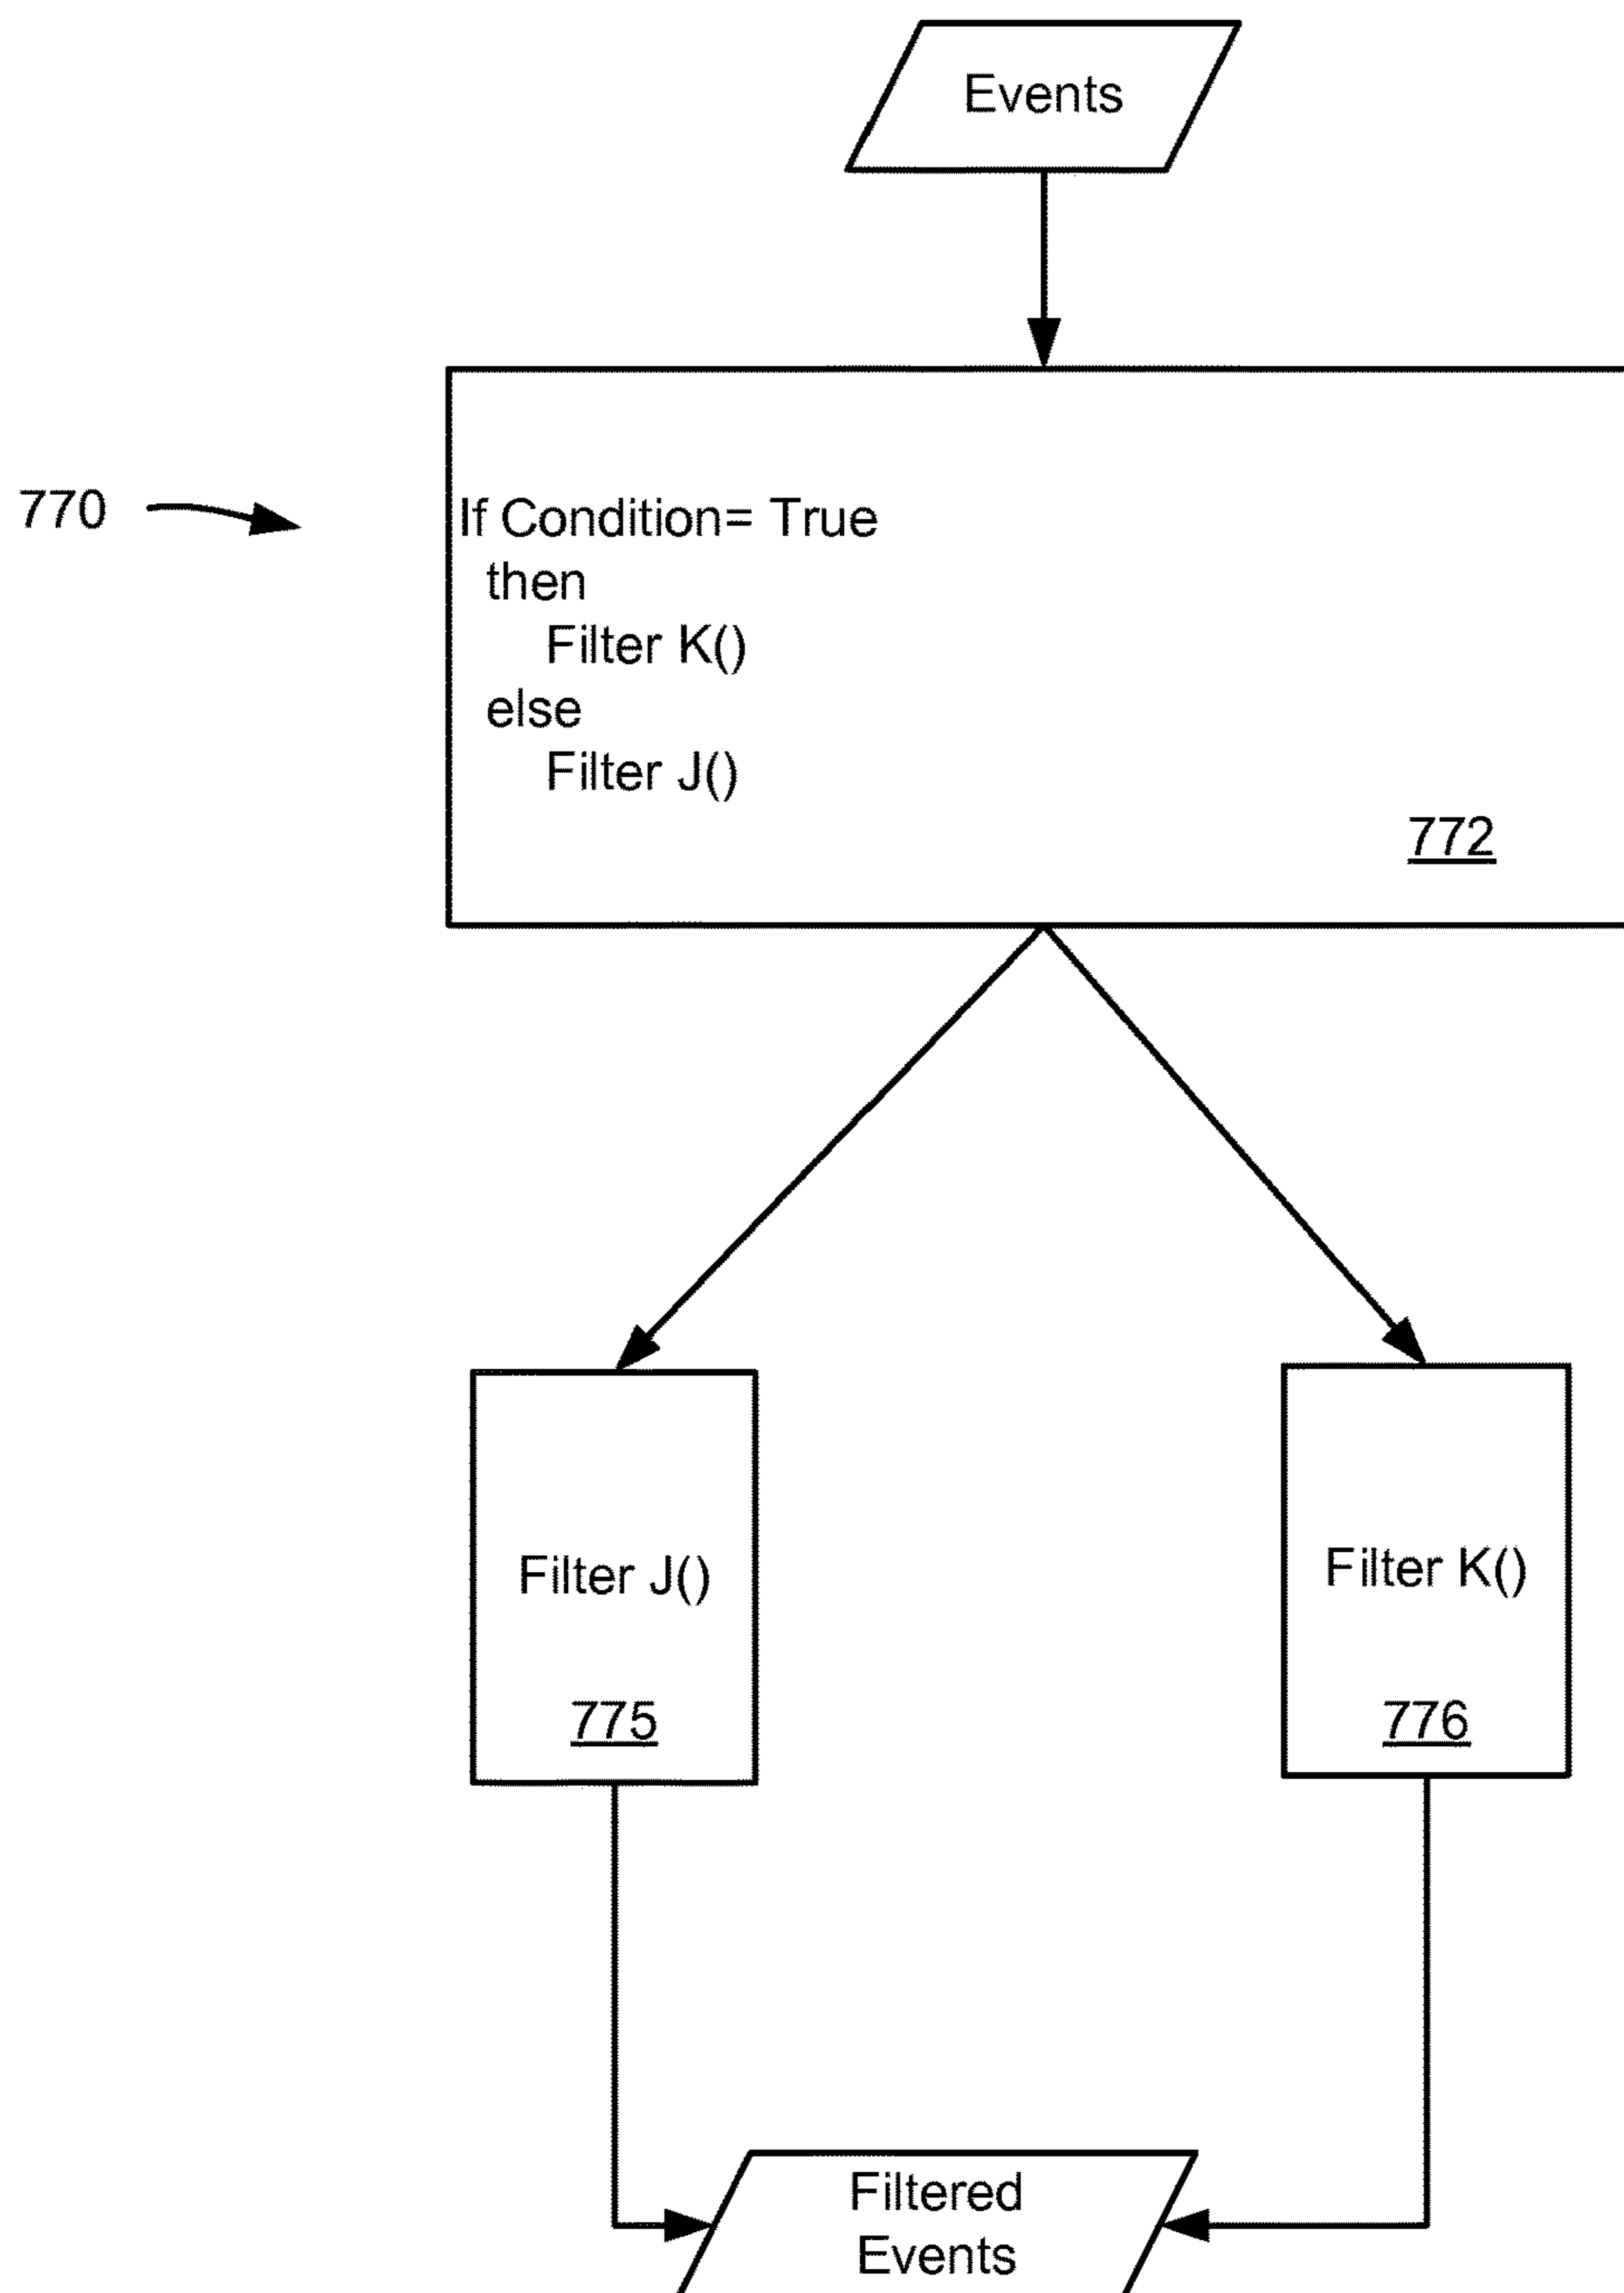 Events
770
If Condition= True
then
Filter K()
else
Filter J()
772
Filter J()
775
Filter K()
776
Filtered
Events